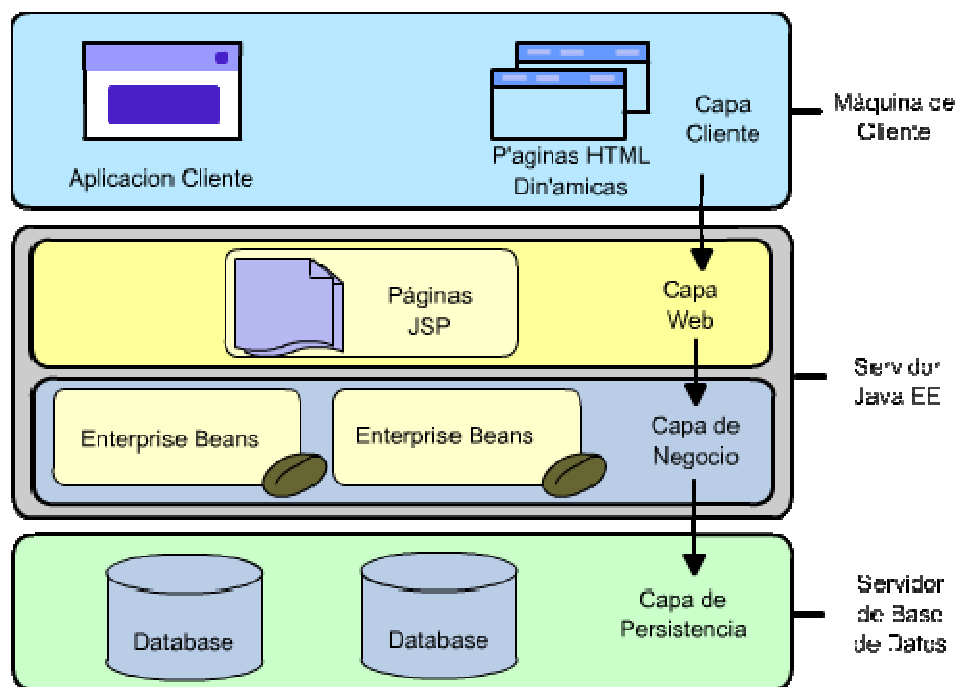 Aplicacion Cliente
P'aginas HTML
Din'amicas
Capa
Cliente
Máquina de
Cliente
Páginas
JSP
Capa
Web
Enterprise Beans
Enterprise Beans
Capa de
Negocio
Servidor
Java EE
Database
Database
Capa de
Persistencia
Servidor
de Base
de Datos